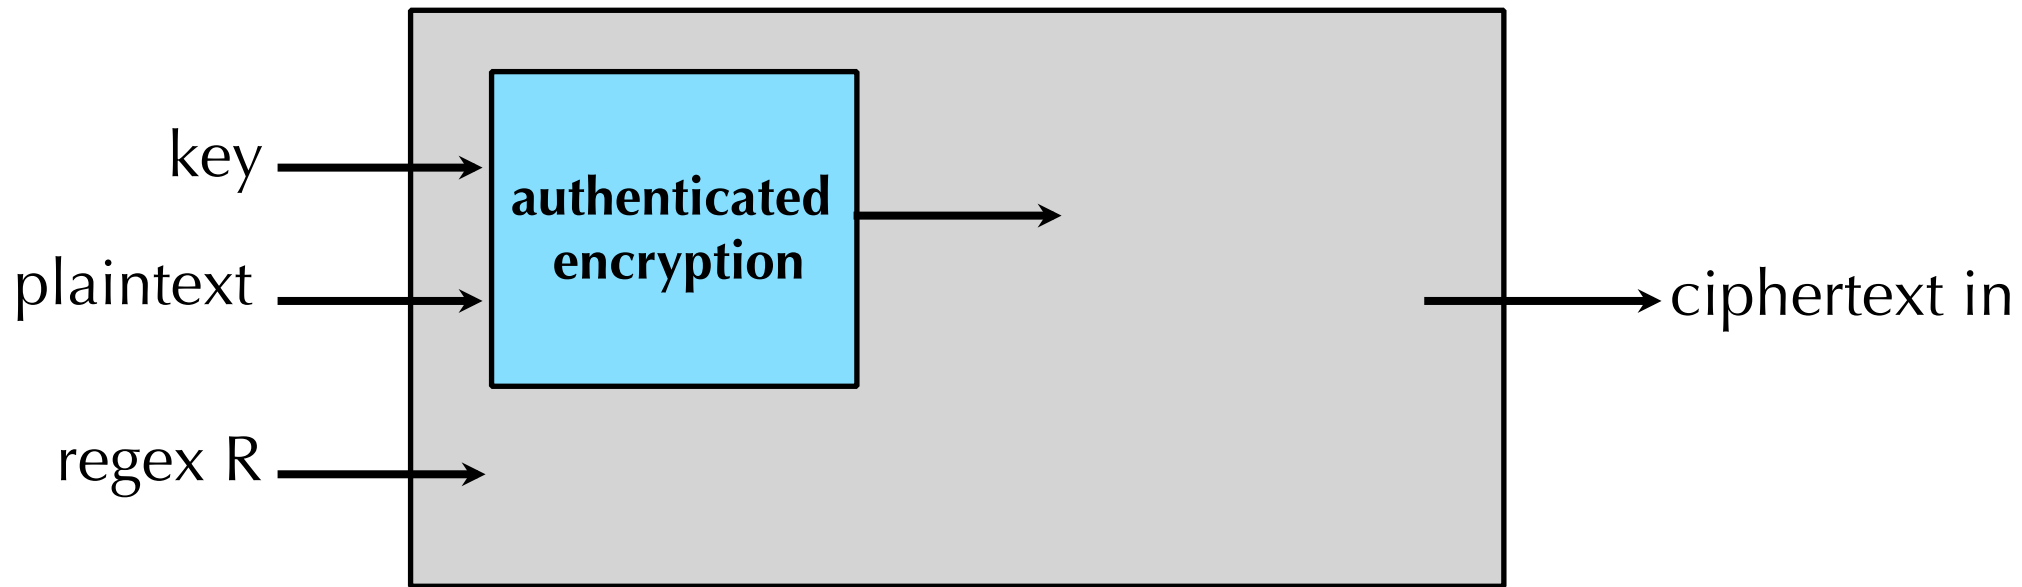 key
authenticated
encryption
plaintext
ciphertext in
regex R